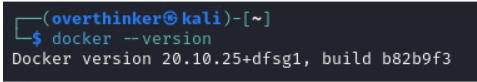 ┌──(overthinker㉿kali)-[~]
└─$ docker --version
Docker version 20.10.25+dfsg1, build b82b9f3